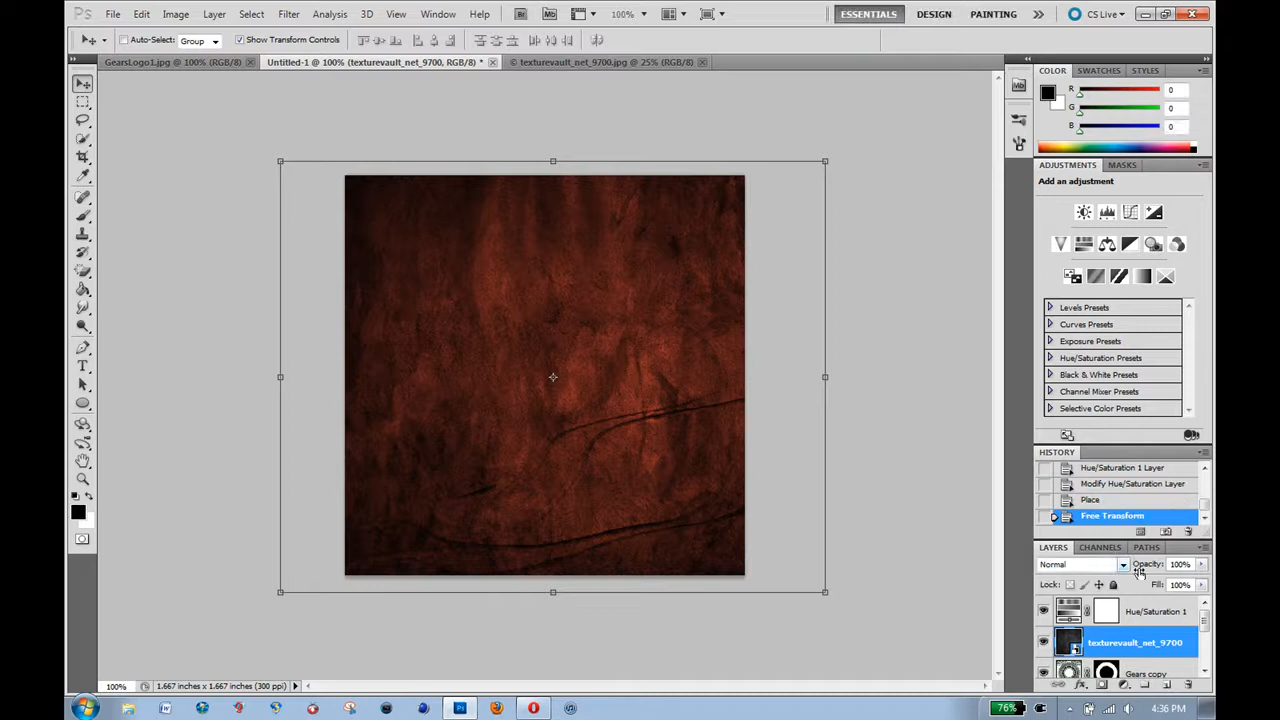 Ps File Edit Image Layer Select Filter Analysis 3D View Window Help Br Mb 100% ESSENTIALS DESIGN PAINTING CS Live
Auto-Select: Group Show Transform Controls
GearsLogo1.jpg @ 100% (RGB/8) Untitled-1 @ 100% (texturevault_net_9700, RGB/8) * © texturevault_net_9700.jpg @ 25% (RGB/8)
COLOR SWATCHES STYLES
Mb
R 0
G 0
B 0
ADJUSTMENTS MASKS
Add an adjustment
Levels Presets
Curves Presets
Exposure Presets
Hue/Saturation Presets
Black & White Presets
Channel Mixer Presets
Selective Color Presets
HISTORY
Hue/Saturation 1 Layer
Modify Hue/Saturation Layer
Place
Free Transform
LAYERS CHANNELS PATHS
Normal Opacity: 100%
Lock: Fill: 100%
Hue/Saturation 1
texturevault_net_9700
Gears copy
100% 1.667 inches x 1.667 inches (300 ppi)
fx
W Ps 76% 4:36 PM